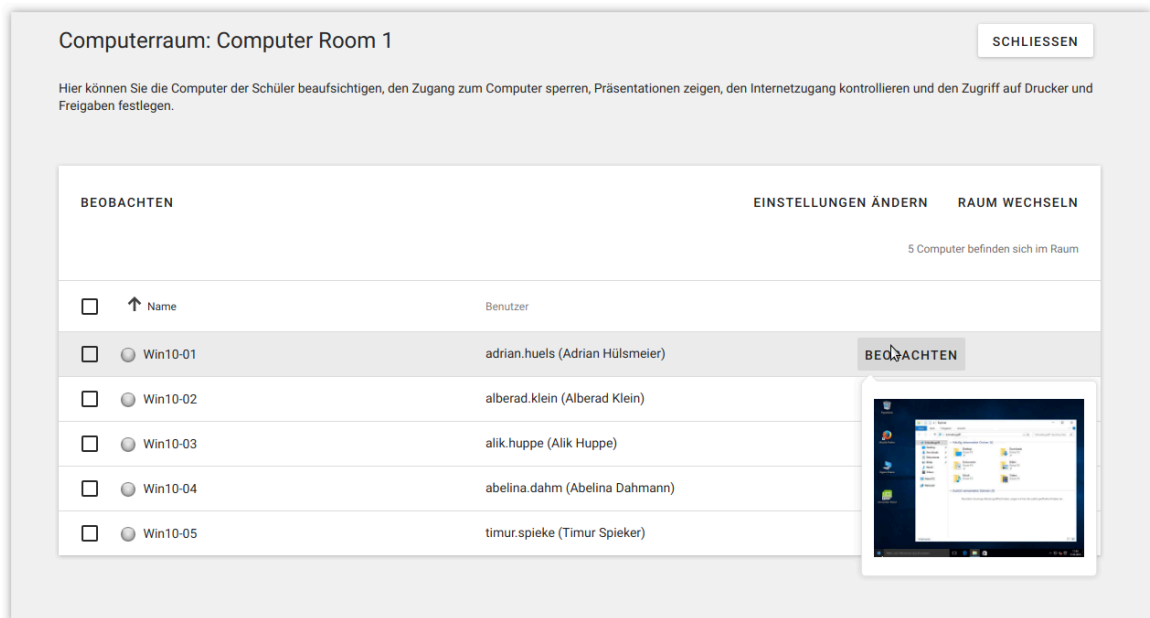 Computerraum: Computer Room 1
SCHLIESSEN
Hier können Sie die Computer der Schüler beaufsichtigen, den Zugang zum Computer sperren, Präsentationen zeigen, den Internetzugang kontrollieren und den Zugriff auf Drucker und
Freigaben festlegen.
BEOBACHTEN
EINSTELLUNGEN ÄNDERN
RAUM WECHSELN
5 Computer befinden sich im Raum
Name
Benutzer
Win10-01
adrian.huels (Adrian Hülsmeier)
BEOBACHTEN
Win10-02
alberad.klein (Alberad Klein)
Win10-03
alik.huppe (Alik Huppe)
Win10-04
abelina.dahm (Abelina Dahmann)
Win10-05
timur.spieke (Timur Spieker)